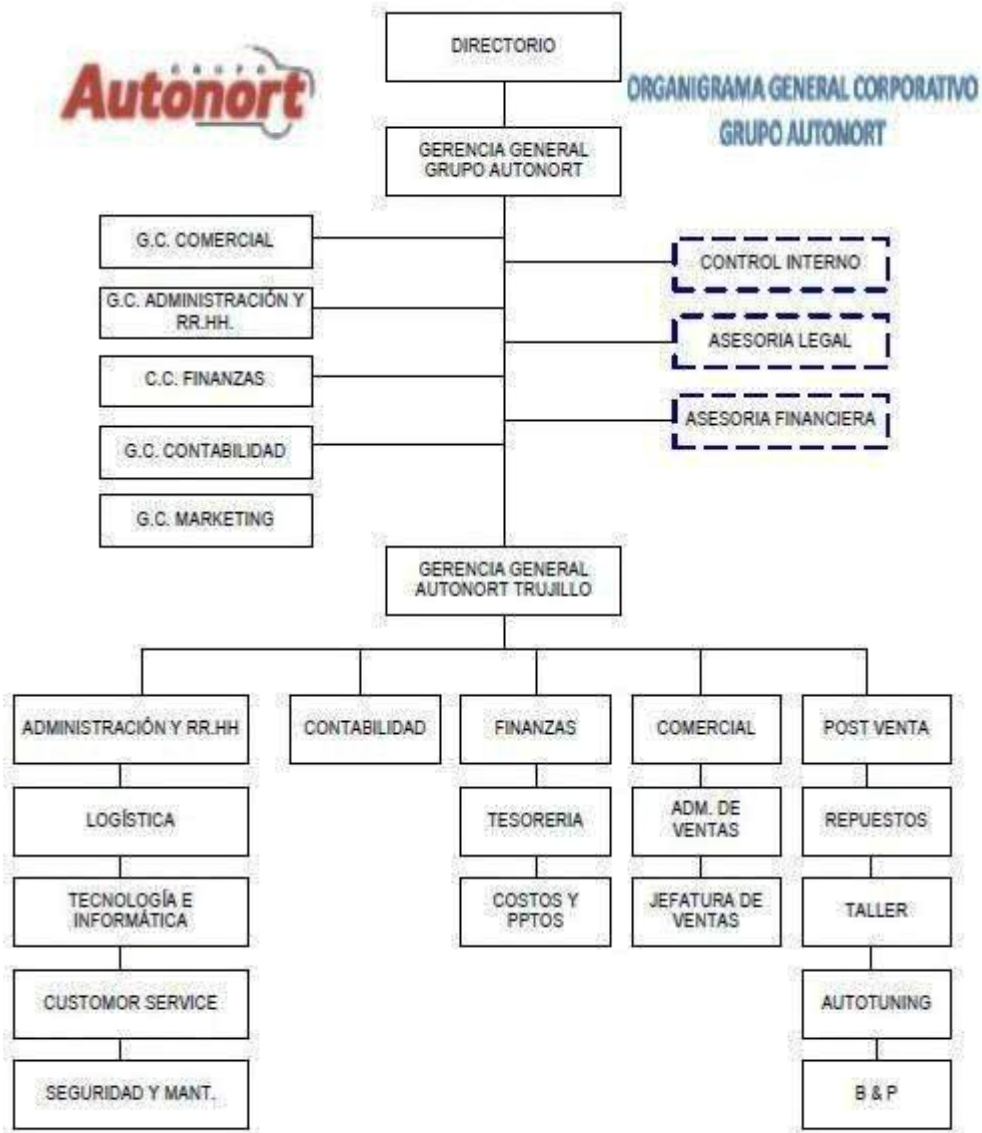 DIRECTORIO
GRUPO
Autonort
ORGANIGRAMA GENERAL CORPORATIVO
GRUPO AUTONORT
GERENCIA GENERAL
GRUPO AUTONORT
G.C. COMERCIAL
CONTROL INTERNO
G.C. ADMINISTRACIÓN Y
RR.HH.
ASESORIA LEGAL
C.C. FINANZAS
ASESORIA FINANCIERA
G.C. CONTABILIDAD
G.C. MARKETING
GERENCIA GENERAL
AUTONORT TRUJILLO
ADMINISTRACIÓN Y RR.HH
CONTABILIDAD
FINANZAS
COMERCIAL
POST VENTA
LOGÍSTICA
TESORERIA
ADM. DE
VENTAS
REPUESTOS
TECNOLOGÍA E
INFORMÁTICA
COSTOS Y
PPTOS
JEFATURA DE
VENTAS
TALLER
CUSTOMOR SERVICE
AUTOTUNING
SEGURIDAD Y MANT.
B & P